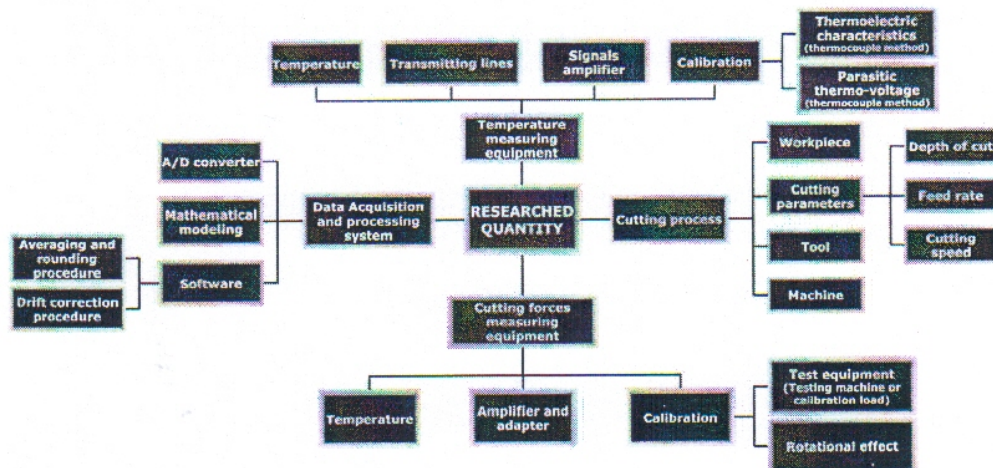 Thermoelectric
characteristics
(thermocouple method)
Temperature
Transmitting lines
Signals
amplifier
Calibration
Parasitic
thermo-voltage
(thermocouple method)
Temperature
measuring
equipment
Workpiece
Depth of cut
A/D converter
Cutting
parameters
Feed rate
Mathematical
modeling
Data Acquisition
and processing
system
RESEARCHED
QUANTITY
Cutting process
Averaging and
rounding
procedure
Tool
Cutting
speed
Software
Drift correction
procedure
Machine
Cutting forces
measuring
equipment
Test equipment
(Testing machine or
calibration load)
Temperature
Amplifier and
adapter
Calibration
Rotational effect